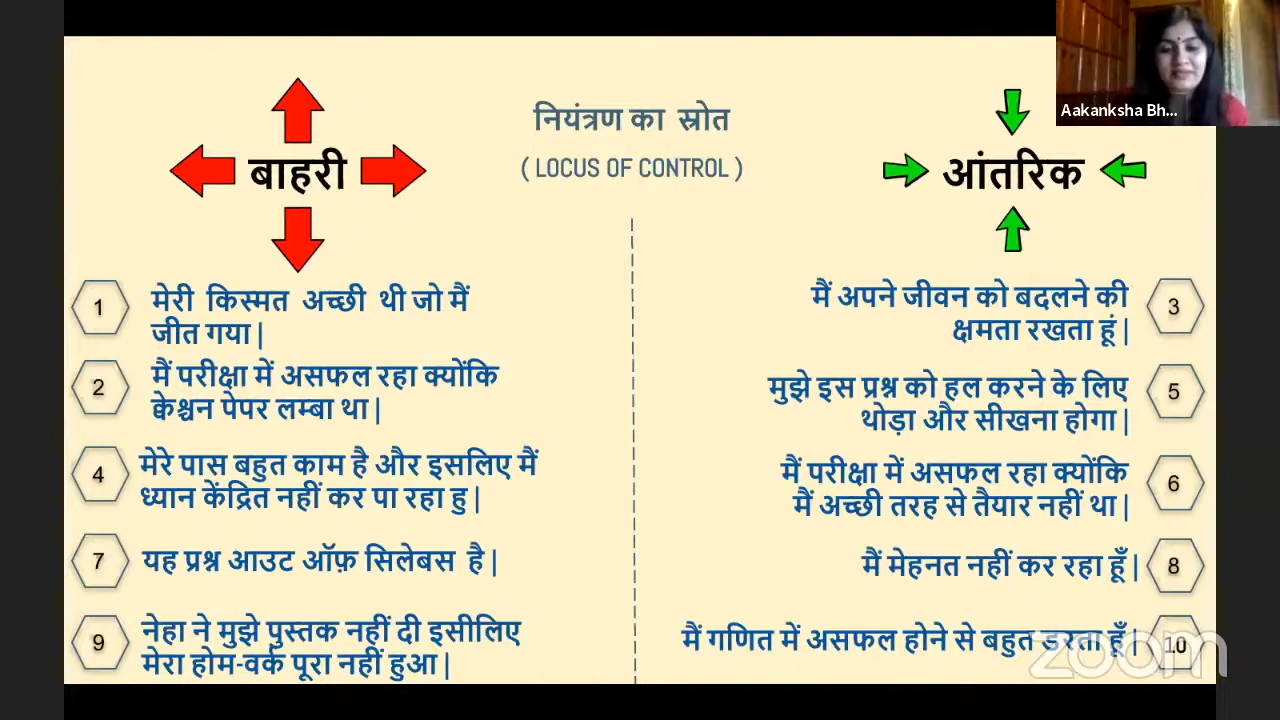 Aakanksha Bh...
नियंत्रण का स्रोत
( LOCUS OF CONTROL )
बाहरी
आंतरिक
1
मेरी किस्मत अच्छी थी जो मैं
जीत गया |
2
मैं परीक्षा में असफल रहा क्योंकि
क्वेश्चन पेपर लम्बा था |
4
मेरे पास बहुत काम है और इसलिए मैं
ध्यान केंद्रित नहीं कर पा रहा हु |
7
यह प्रश्न आउट ऑफ़ सिलेबस है |
9
नेहा ने मुझे पुस्तक नहीं दी इसीलिए
मेरा होम-वर्क पूरा नहीं हुआ |
मैं अपने जीवन को बदलने की
क्षमता रखता हूं |
3
मुझे इस प्रश्न को हल करने के लिए
थोड़ा और सीखना होगा |
5
मैं परीक्षा में असफल रहा क्योंकि
मैं अच्छी तरह से तैयार नहीं था |
6
मैं मेहनत नहीं कर रहा हूँ |
8
मैं गणित में असफल होने से बहुत डरता हूँ |
10
zoom